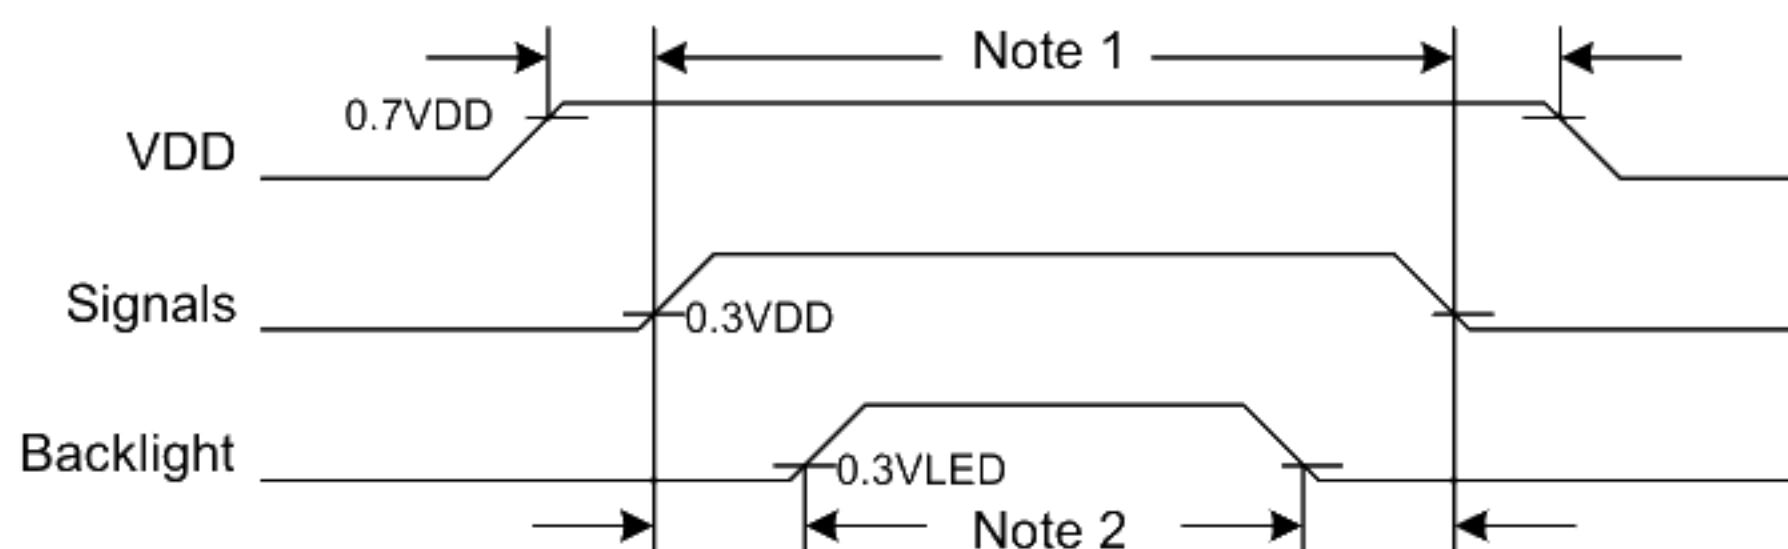 Note 1
0.7VDD
VDD
Signals
0.3VDD
Backlight
0.3VLED
Note 2